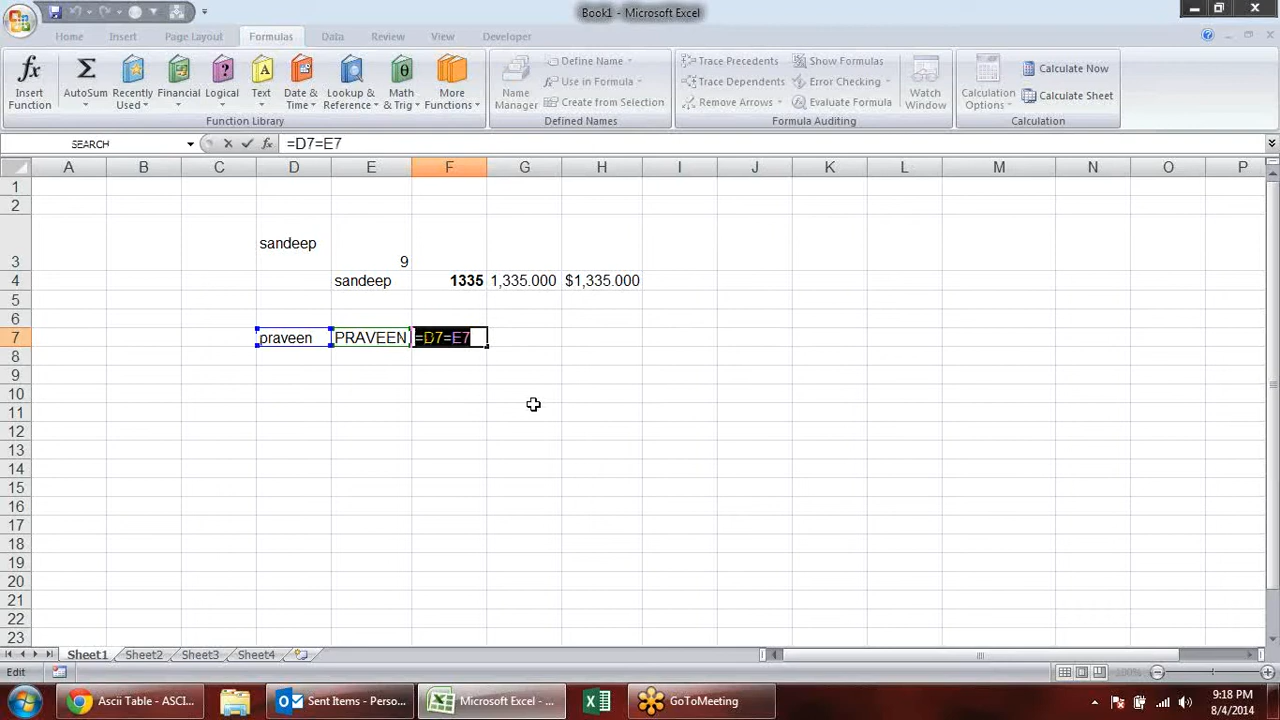 Book1 - Microsoft Excel
Home Insert Page Layout Formulas Data Review View Developer
Insert Function
AutoSum
Recently Used
Financial
Logical
Text
Date & Time
Lookup & Reference
Math & Trig
More Functions
Function Library
Name Manager
Define Name
Use in Formula
Create from Selection
Defined Names
Trace Precedents
Trace Dependents
Remove Arrows
Show Formulas
Error Checking
Evaluate Formula
Formula Auditing
Watch Window
Calculation Options
Calculate Now
Calculate Sheet
Calculation
SEARCH fx =D7=E7
A B C D E F G H I J K L M N O P
1
2
3 sandeep 9
4 sandeep 1335 1,335.000 $1,335.000
5
6
7 praveen PRAVEEN =D7=E7
8
9
10
11
12
13
14
15
16
17
18
19
20
21
22
23
Sheet1 Sheet2 Sheet3 Sheet4
Edit 100%
Ascii Table - ASCI... Sent Items - Perso... Microsoft Excel - ... GoToMeeting
9:18 PM
8/4/2014